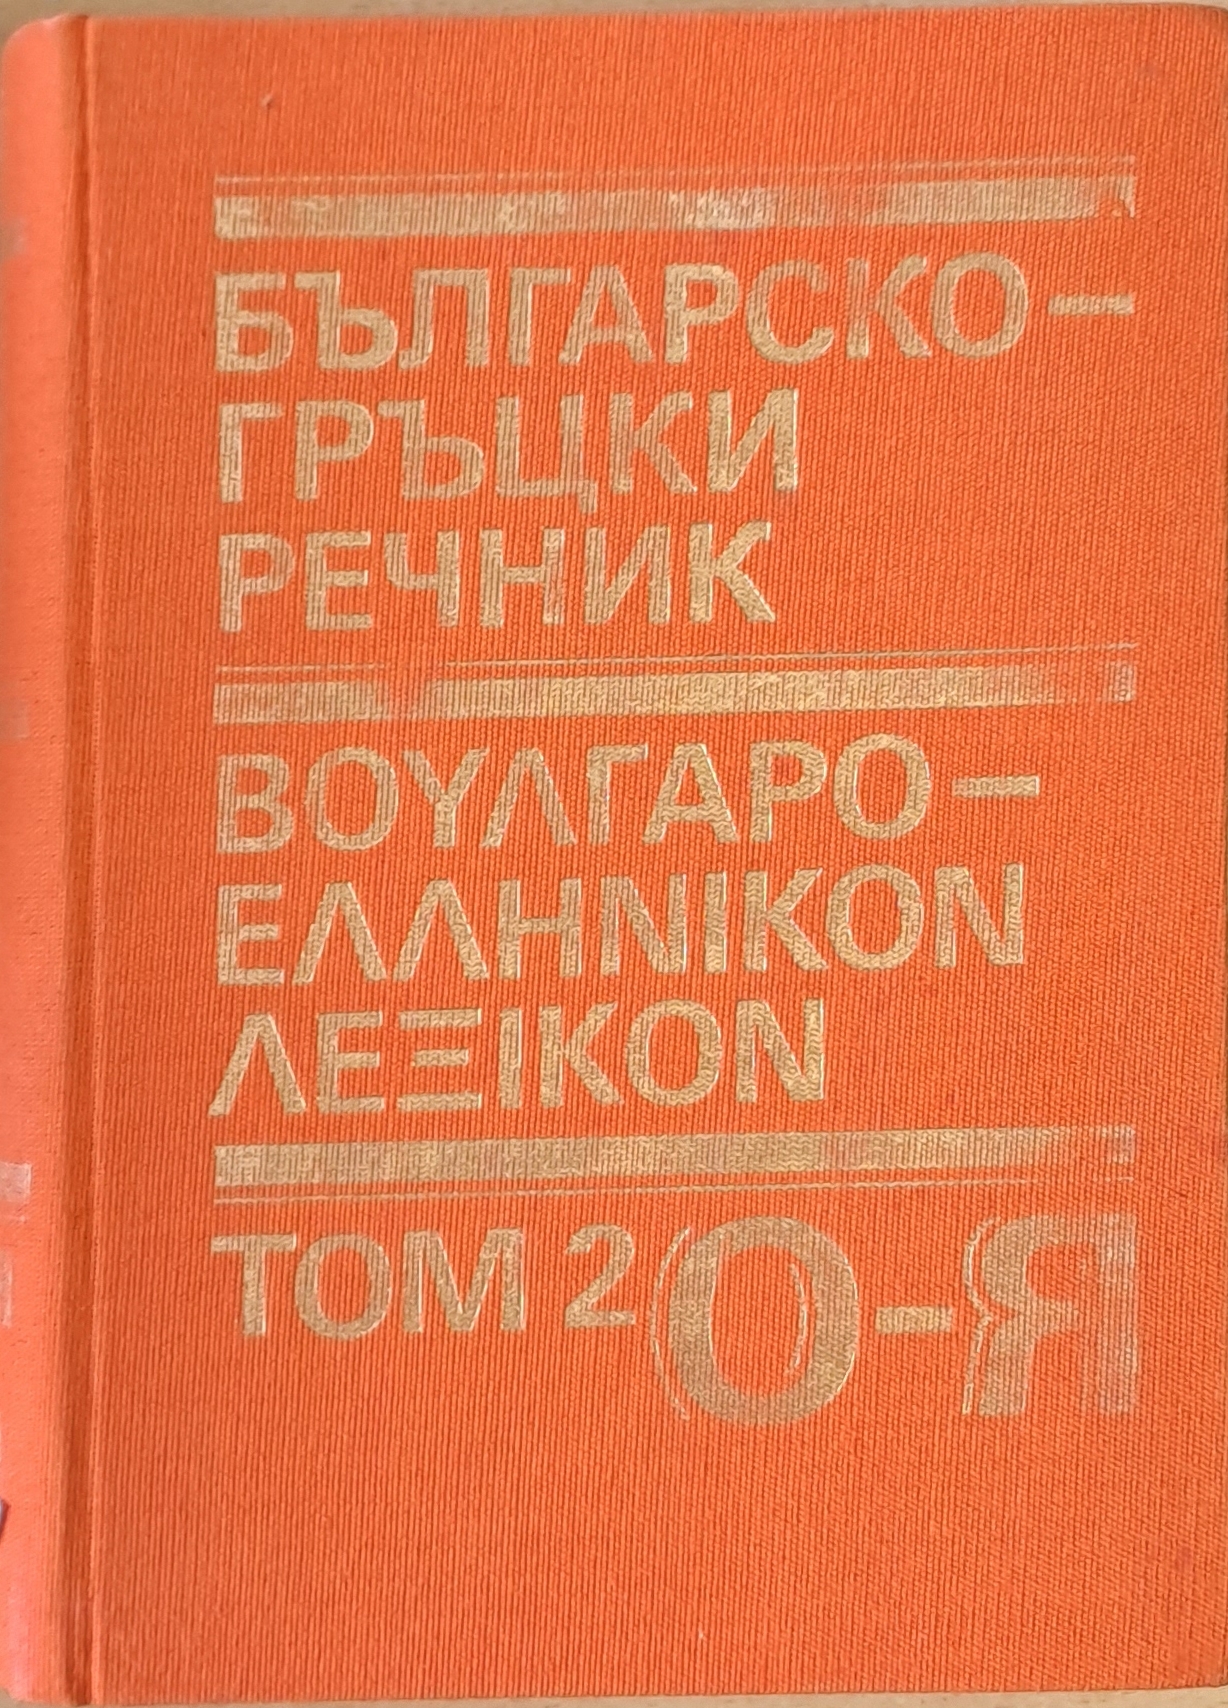 БЪЛГАРСКО–
ГРЪЦКИ
РЕЧНИК
ΒΟΥΛΓΑΡΟ–
ΕΛΛΗΝΙΚΟΝ
ΛΕΞΙΚΟΝ
ТОМ 2 О–Я